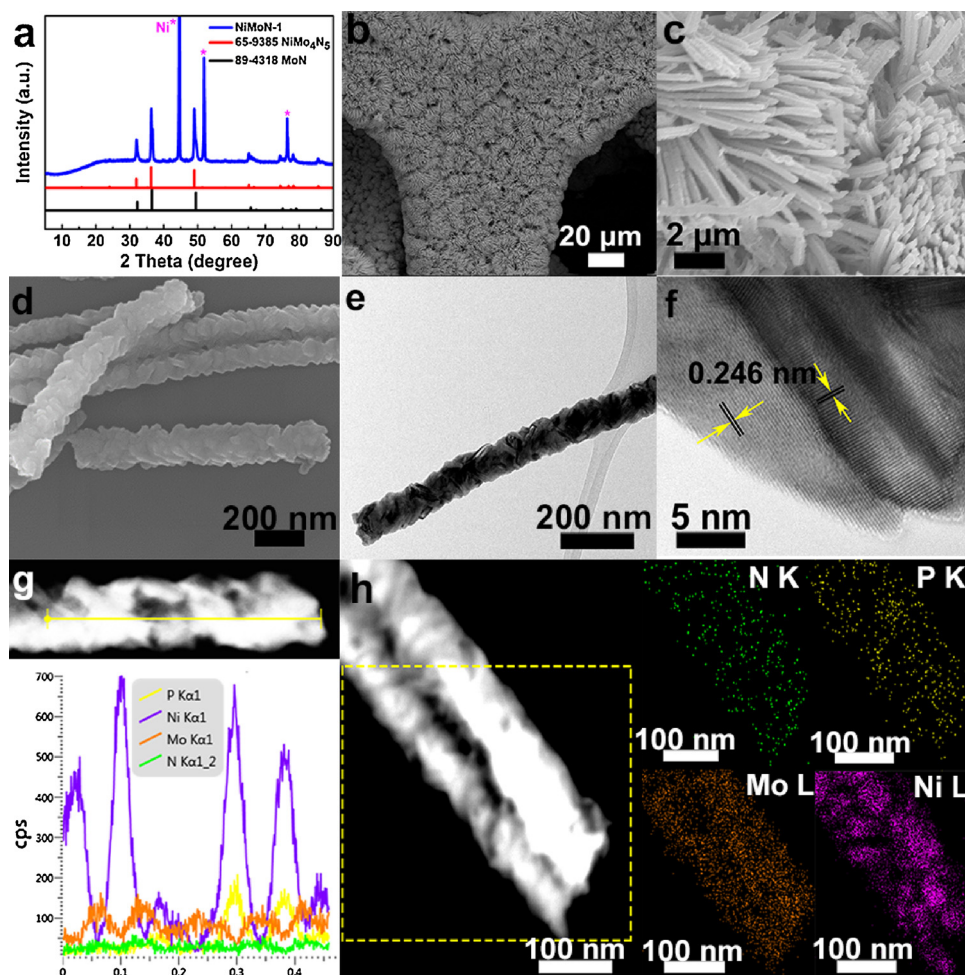 a
Intensity (a.u.)
Ni*
*
*
NiMoN-1
65-9385 NiMo₄N₅
89-4318 MoN
10 20 30 40 50 60 70 80 90
2 Theta (degree)
b
20 µm
c
2 µm
d
200 nm
e
200 nm
f
0.246 nm
5 nm
g
cps
700
600
500
400
300
200
100
P Kα1
Ni Kα1
Mo Kα1
N Kα1_2
0 0.1 0.2 0.3 0.4
h
100 nm
N K
100 nm
P K
100 nm
Mo L
100 nm
Ni L
100 nm